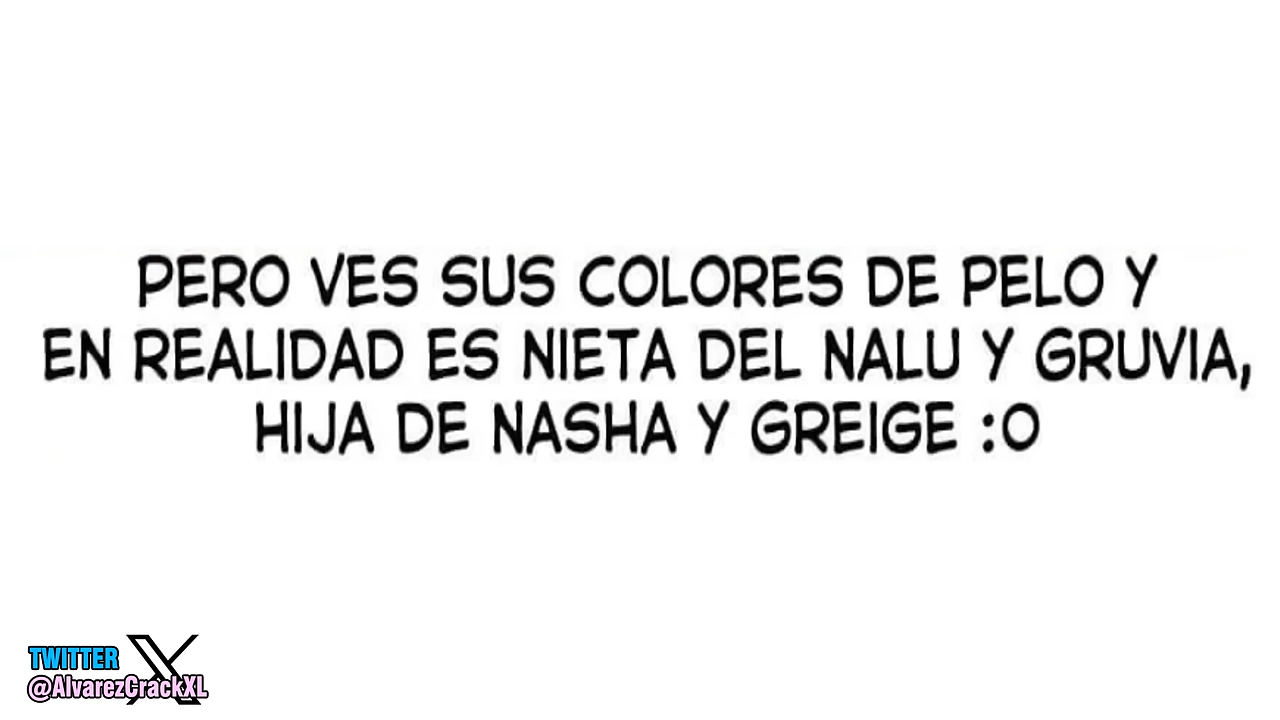 PERO VES SUS COLORES DE PELO Y
EN REALIDAD ES NIETA DEL NALU Y GRUVIA,
HIJA DE NASHA Y GREIGE :O
TWITTER X
@AlvarezCrackXL